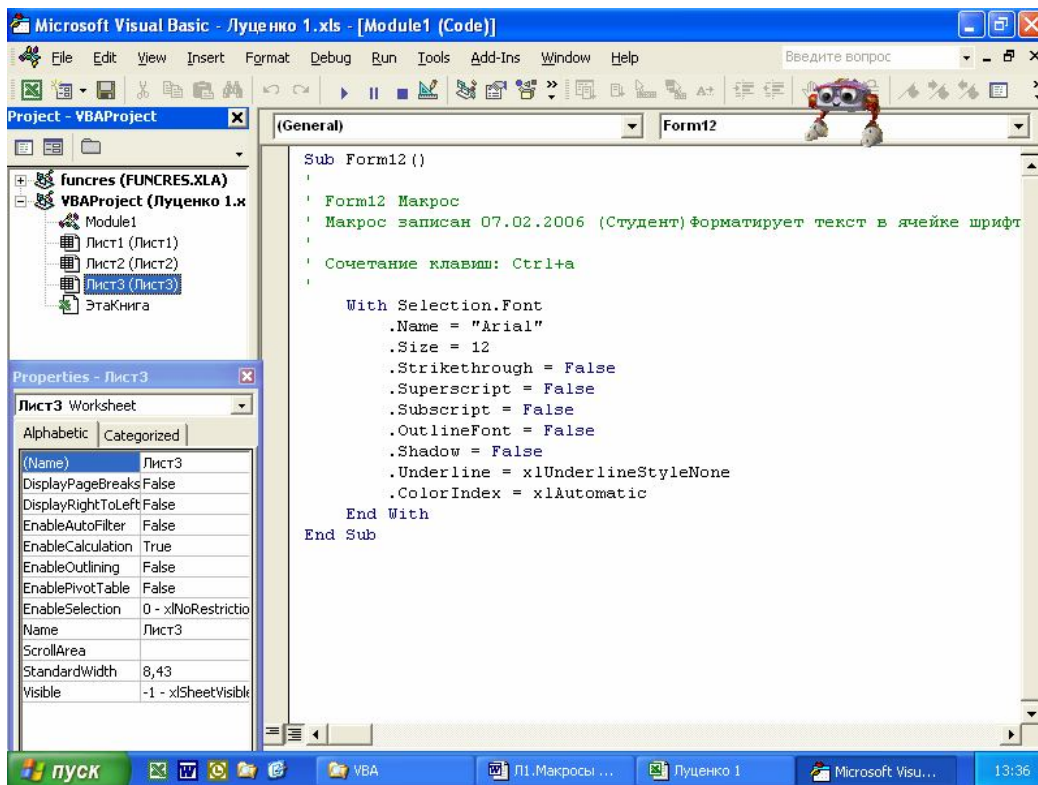 Microsoft Visual Basic - Луценко 1.xls - [Module1 (Code)]
File Edit View Insert Format Debug Run Tools Add-Ins Window Help Введите вопрос
Project - VBAProject
(General) Form12
funcres (FUNCRES.XLA)
VBAProject (Луценко 1.x
Module1
Лист1 (Лист1)
Лист2 (Лист2)
Лист3 (Лист3)
ЭтаКнига
Properties - Лист3
Лист3 Worksheet
Alphabetic Categorized
(Name) Лист3
DisplayPageBreaks False
DisplayRightToLeft False
EnableAutoFilter False
EnableCalculation True
EnableOutlining False
EnablePivotTable False
EnableSelection 0 - xlNoRestrictio
Name Лист3
ScrollArea
StandardWidth 8,43
Visible -1 - xlSheetVisible
Sub Form12()
'
' Form12 Макрос
' Макрос записан 07.02.2006 (Студент)Форматирует текст в ячейке шрифт
'
' Сочетание клавиш: Ctrl+a
'
With Selection.Font
.Name = "Arial"
.Size = 12
.Strikethrough = False
.Superscript = False
.Subscript = False
.OutlineFont = False
.Shadow = False
.Underline = xlUnderlineStyleNone
.ColorIndex = xlAutomatic
End With
End Sub
пуск VBA Л1.Макросы ... Луценко 1 Microsoft Visu... 13:36